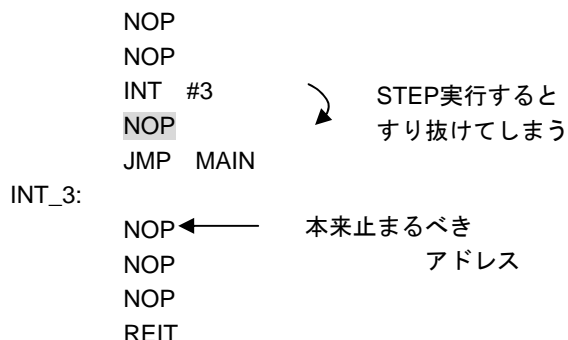 NOP
NOP
INT #3
STEP実行すると
NOP
すり抜けてしまう
JMP MAIN
INT_3:
NOP
本来止まるべき
NOP
アドレス
NOP
REIT